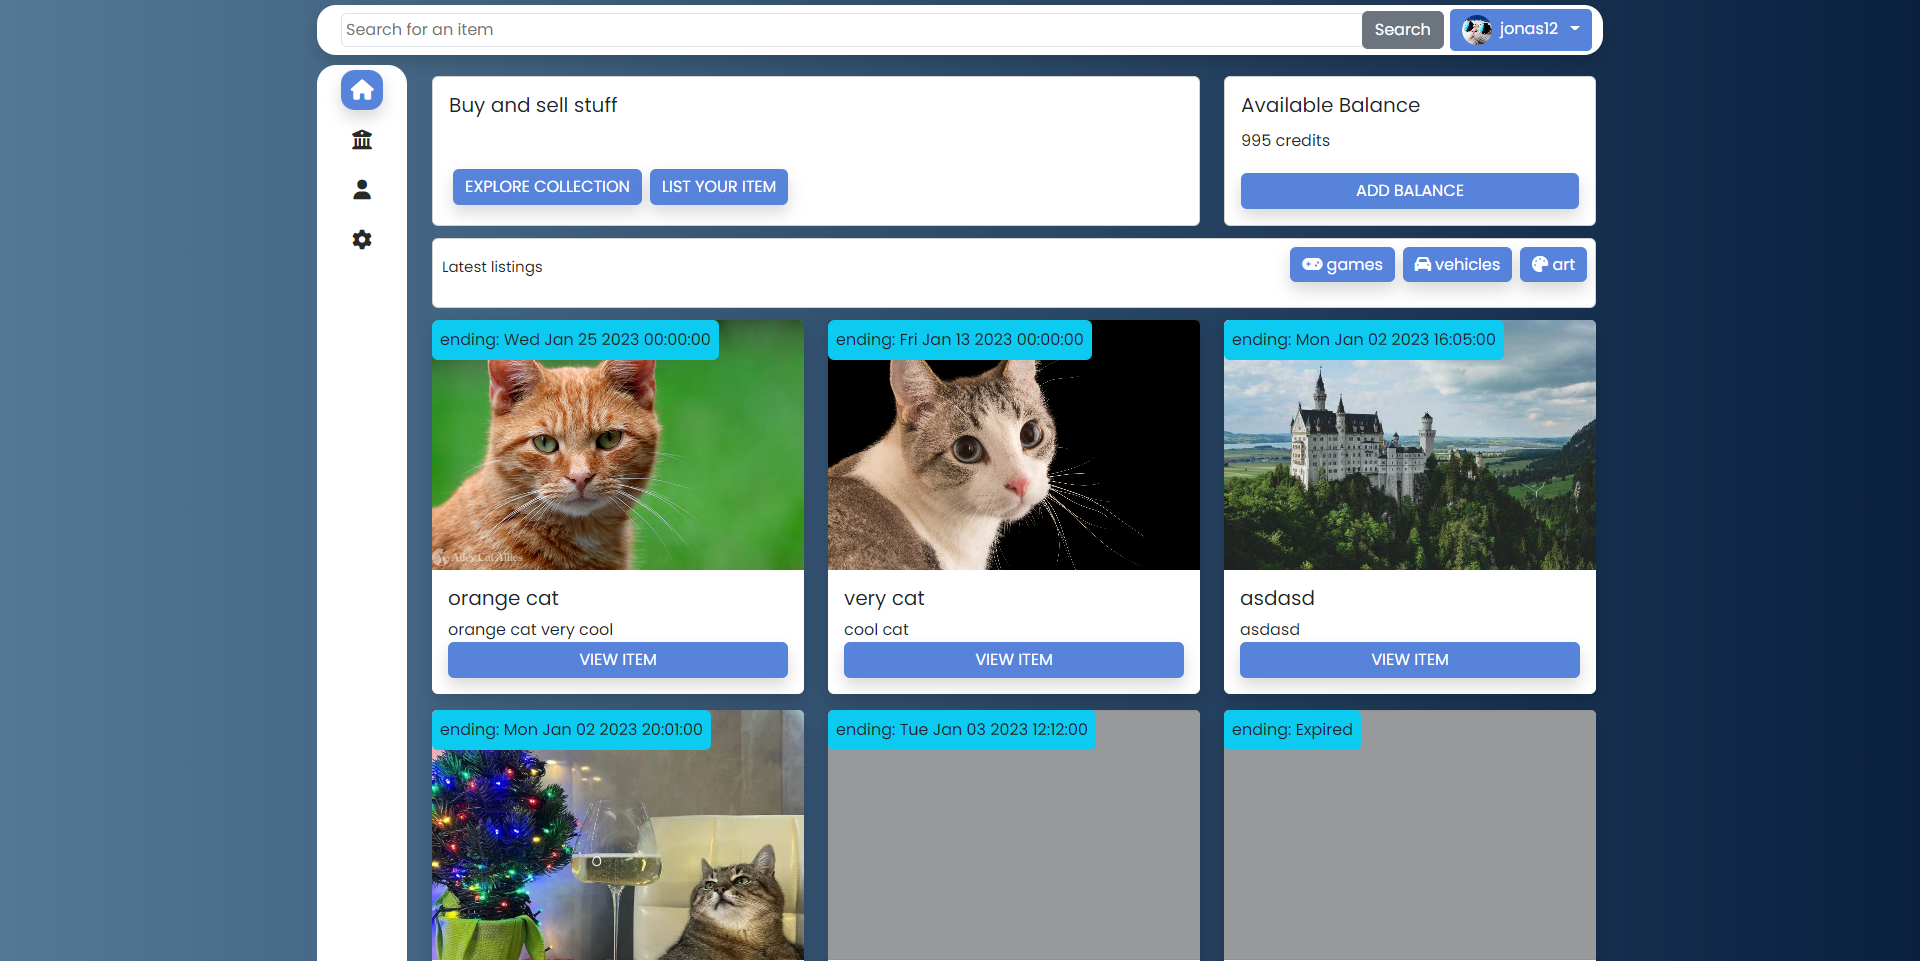 Search for an item
Search
jonas12
Buy and sell stuff
EXPLORE COLLECTION
LIST YOUR ITEM
Available Balance
995 credits
ADD BALANCE
Latest listings
games
vehicles
art
ending: Wed Jan 25 2023 00:00:00
Alley Cat Allies
orange cat
orange cat very cool
VIEW ITEM
ending: Fri Jan 13 2023 00:00:00
very cat
cool cat
VIEW ITEM
ending: Mon Jan 02 2023 16:05:00
asdasd
asdasd
VIEW ITEM
ending: Mon Jan 02 2023 20:01:00
ending: Tue Jan 03 2023 12:12:00
ending: Expired